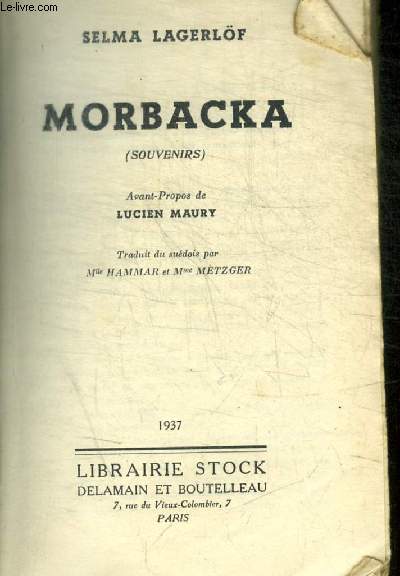 Le-livre.com
SELMA LAGERLÖF
MORBACKA
(SOUVENIRS)
Avant-Propos de
LUCIEN MAURY
Traduit du suédois par
Mlle HAMMAR et Mme METZGER
1937
LIBRAIRIE STOCK
DELAMAIN ET BOUTELLEAU
7, rue du Vieux-Colombier, 7
PARIS